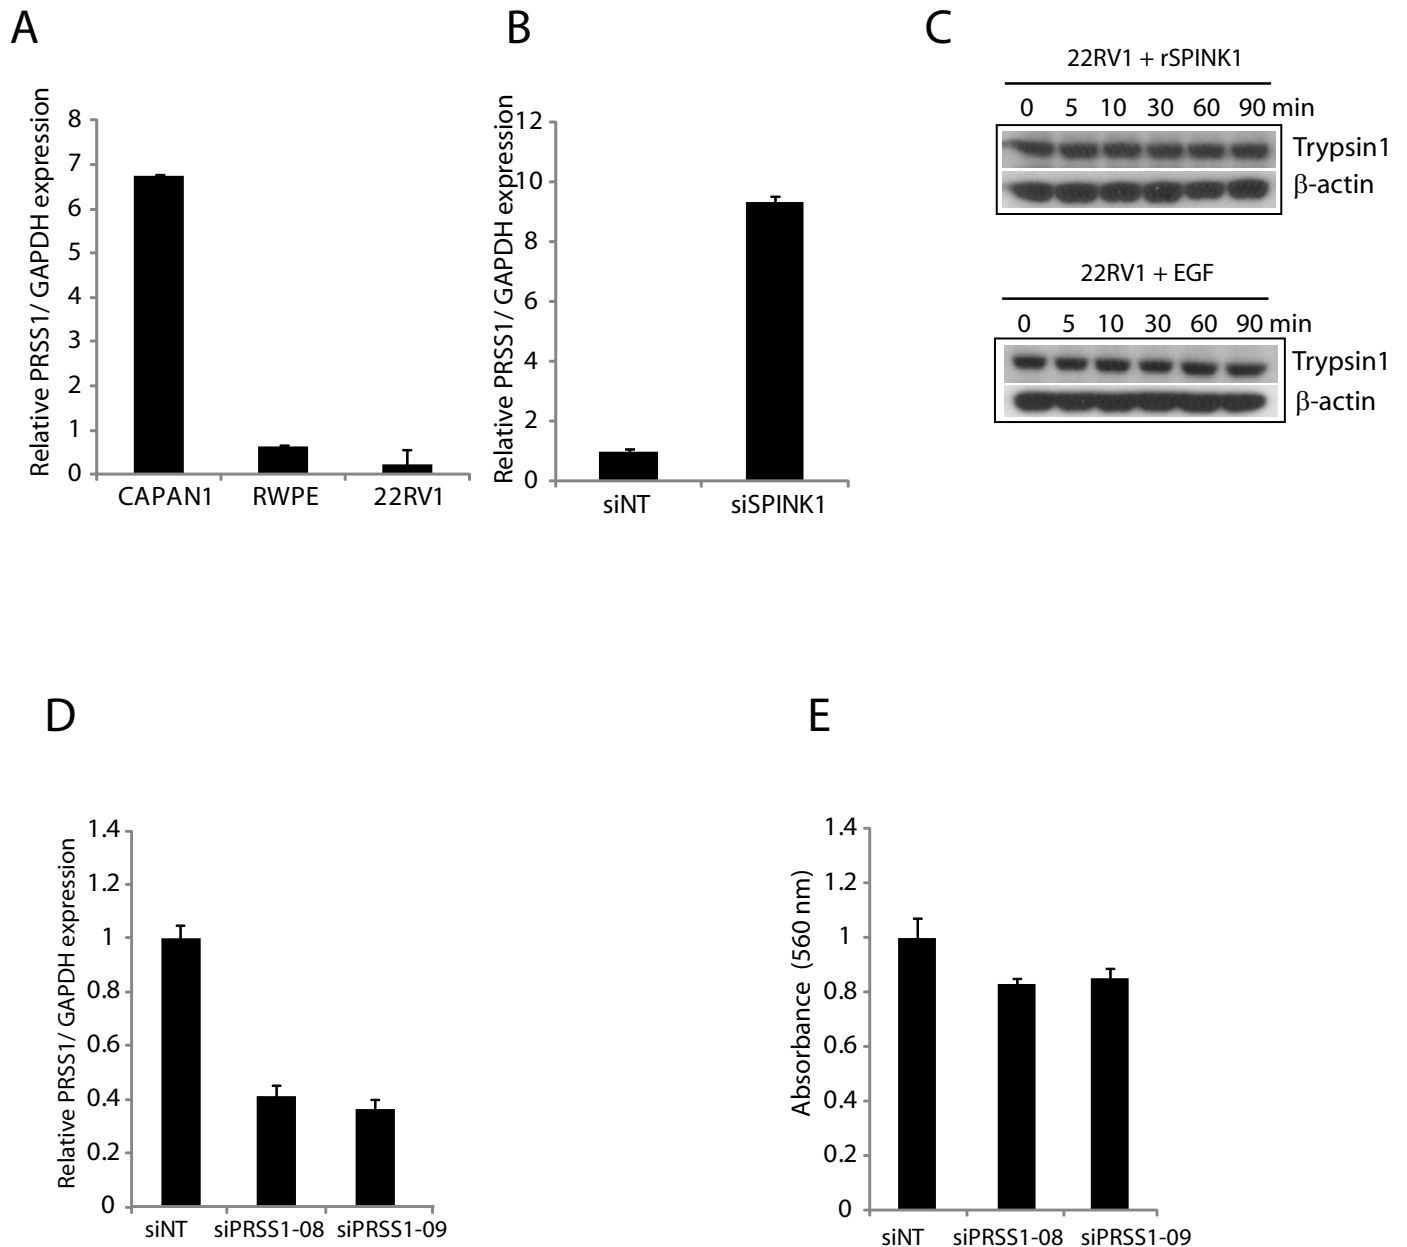 A
Relative PRSS1/ GAPDH expression
8
7
6
5
4
3
2
1
0
CAPAN1 RWPE 22RV1
B
Relative PRSS1/ GAPDH expression
12
10
8
6
4
2
0
siNT siSPINK1
C
22RV1 + rSPINK1
0 5 10 30 60 90 min
Trypsin1
β-actin
22RV1 + EGF
0 5 10 30 60 90 min
Trypsin1
β-actin
D
Relative PRSS1/ GAPDH expression
1.4
1.2
1
0.8
0.6
0.4
0.2
0
siNT siPRSS1-08 siPRSS1-09
E
Absorbance (560 nm)
1.4
1.2
1
0.8
0.6
0.4
0.2
0
siNT siPRSS1-08 siPRSS1-09